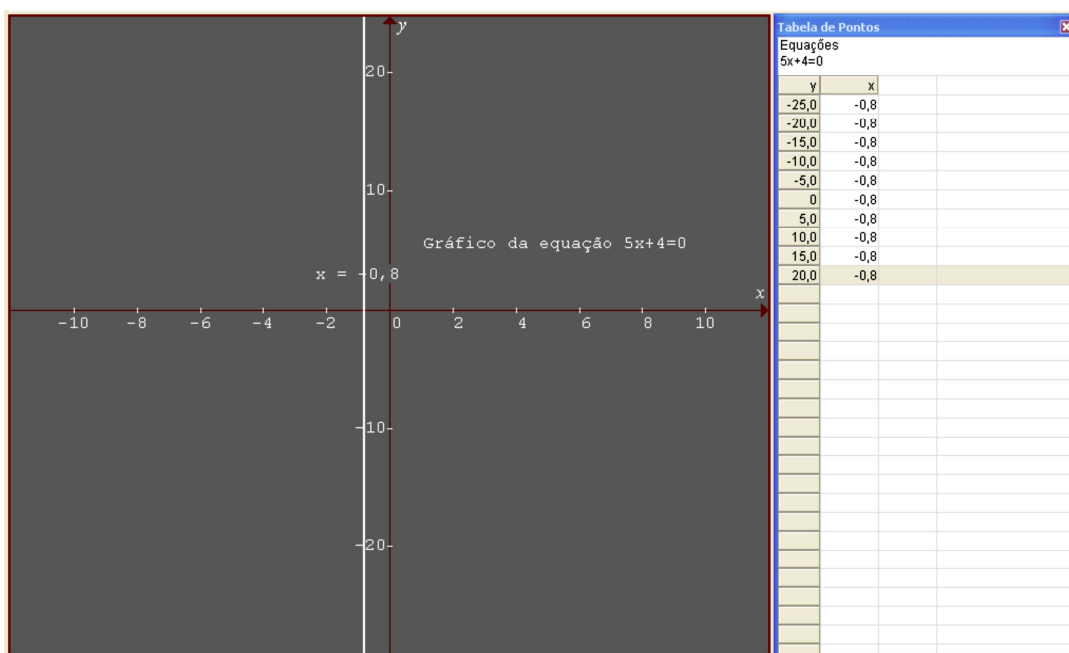 y
20
10
Gráfico da equação 5x+4=0
x = -0,8
x
-10 -8 -6 -4 -2 0 2 4 6 8 10
-10
-20
Tabela de Pontos
Equações
5x+4=0
y x
-25,0 -0,8
-20,0 -0,8
-15,0 -0,8
-10,0 -0,8
-5,0 -0,8
0 -0,8
5,0 -0,8
10,0 -0,8
15,0 -0,8
20,0 -0,8